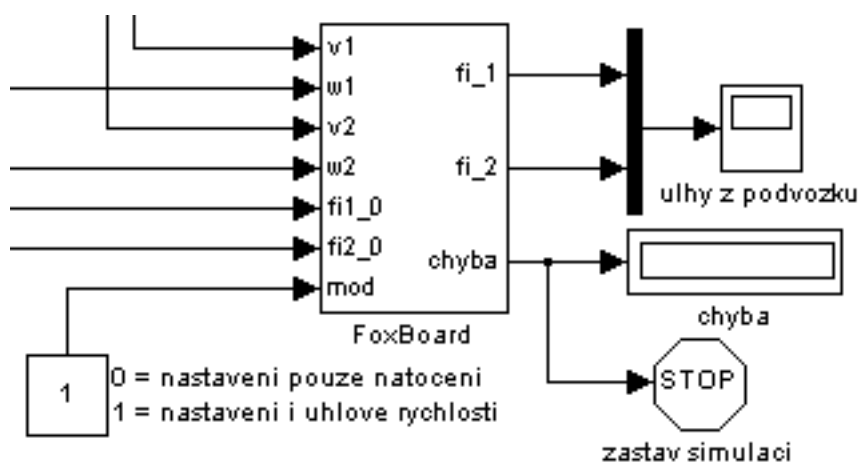 v1
w1
v2
w2
fi1_0
fi2_0
mod
fi_1
fi_2
chyba
FoxBoard
ulhy z podvozku
chyba
STOP
zastav simulaci
1
0 = nastaveni pouze natoceni
1 = nastaveni i uhlove rychlosti